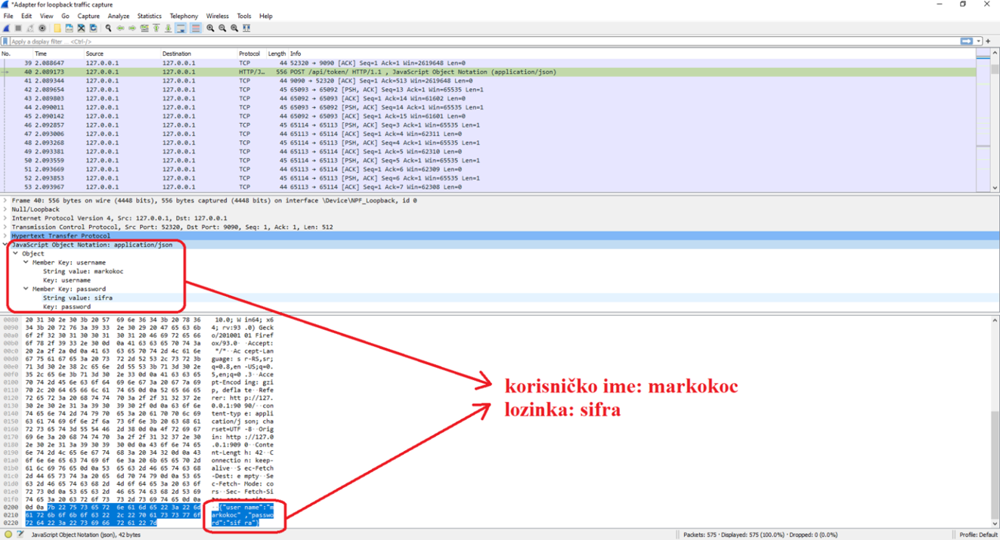 *Adapter for loopback traffic capture
File Edit View Go Capture Analyze Statistics Telephony Wireless Tools Help
Apply a display filter ... <Ctrl-/>
No. Time Source Destination Protocol Length Info
39 2.088647 127.0.0.1 127.0.0.1 TCP 44 52320 → 9090 [ACK] Seq=1 Ack=1 Win=2619648 Len=0
40 2.089173 127.0.0.1 127.0.0.1 HTTP/J… 556 POST /api/token/ HTTP/1.1 , JavaScript Object Notation (application/json)
41 2.089344 127.0.0.1 127.0.0.1 TCP 44 9090 → 52320 [ACK] Seq=1 Ack=513 Win=2619648 Len=0
42 2.089654 127.0.0.1 127.0.0.1 TCP 45 65093 → 65092 [PSH, ACK] Seq=13 Ack=1 Win=65535 Len=1
43 2.089803 127.0.0.1 127.0.0.1 TCP 44 65092 → 65093 [ACK] Seq=1 Ack=14 Win=61602 Len=0
44 2.090011 127.0.0.1 127.0.0.1 TCP 45 65093 → 65092 [PSH, ACK] Seq=14 Ack=1 Win=65535 Len=1
45 2.090142 127.0.0.1 127.0.0.1 TCP 44 65092 → 65093 [ACK] Seq=1 Ack=15 Win=61601 Len=0
46 2.092857 127.0.0.1 127.0.0.1 TCP 45 65114 → 65113 [PSH, ACK] Seq=3 Ack=1 Win=65535 Len=1
47 2.093006 127.0.0.1 127.0.0.1 TCP 44 65113 → 65114 [ACK] Seq=1 Ack=4 Win=62311 Len=0
48 2.093268 127.0.0.1 127.0.0.1 TCP 45 65114 → 65113 [PSH, ACK] Seq=4 Ack=1 Win=65535 Len=1
49 2.093381 127.0.0.1 127.0.0.1 TCP 44 65113 → 65114 [ACK] Seq=1 Ack=5 Win=62310 Len=0
50 2.093559 127.0.0.1 127.0.0.1 TCP 45 65114 → 65113 [PSH, ACK] Seq=5 Ack=1 Win=65535 Len=1
51 2.093669 127.0.0.1 127.0.0.1 TCP 44 65113 → 65114 [ACK] Seq=1 Ack=6 Win=62309 Len=0
52 2.093853 127.0.0.1 127.0.0.1 TCP 45 65114 → 65113 [PSH, ACK] Seq=6 Ack=1 Win=65535 Len=1
53 2.093967 127.0.0.1 127.0.0.1 TCP 44 65113 → 65114 [ACK] Seq=1 Ack=7 Win=62308 Len=0
Frame 40: 556 bytes on wire (4448 bits), 556 bytes captured (4448 bits) on interface \Device\NPF_Loopback, id 0
Null/Loopback
Internet Protocol Version 4, Src: 127.0.0.1, Dst: 127.0.0.1
Transmission Control Protocol, Src Port: 52320, Dst Port: 9090, Seq: 1, Ack: 1, Len: 512
Hypertext Transfer Protocol
JavaScript Object Notation: application/json
Object
Member Key: username
String value: markokoc
Key: username
Member Key: password
String value: sifra
Key: password
0080 20 31 30 2e 30 3b 20 57 69 6e 36 34 3b 20 78 36 10.0; W in64; x6
0090 34 3b 20 72 76 3a 39 33 2e 30 29 20 47 65 63 6b 4; rv:93 .0) Geck
00a0 6f 2f 32 30 31 30 30 31 30 31 20 46 69 72 65 66 o/201001 01 Firef
00b0 6f 78 2f 39 33 2e 30 0d 0a 41 63 63 65 70 74 3a ox/93.0· ·Accept:
00c0 20 2a 2f 2a 0d 0a 41 63 63 65 70 74 2d 4c 61 6e */*··Ac cept-Lan
00d0 67 75 61 67 65 3a 20 73 72 2d 52 53 2c 73 72 3b guage: s r-RS,sr;
00e0 71 3d 30 2e 38 2c 65 6e 2d 55 53 3b 71 3d 30 2e q=0.8,en -US;q=0.
00f0 35 2c 65 6e 3b 71 3d 30 2e 33 0d 0a 41 63 63 65 5,en;q=0 .3··Acce
0100 70 74 2d 45 6e 63 6f 64 69 6e 67 3a 20 67 7a 69 pt-Encod ing: gzi
0110 70 2c 20 64 65 66 6c 61 74 65 0d 0a 52 65 66 65 p, defla te··Refe
0120 72 65 72 3a 20 68 74 74 70 3a 2f 2f 31 32 37 2e rer: htt p://127.
0130 30 2e 30 2e 31 3a 39 30 39 30 2f 0d 0a 63 6f 6e 0.0.1:90 90/··con
0140 74 65 6e 74 2d 74 79 70 65 3a 20 61 70 70 6c 69 tent-typ e: appli
0150 63 61 74 69 6f 6e 2f 6a 73 6f 6e 3b 20 63 68 61 cation/j son; cha
0160 72 73 65 74 3d 55 54 46 2d 38 0d 0a 4f 72 69 67 rset=UTF -8··Orig
0170 69 6e 3a 20 68 74 74 70 3a 2f 2f 31 32 37 2e 30 in: http ://127.0
0180 2e 30 2e 31 3a 39 30 39 30 0d 0a 43 6f 6e 74 65 .0.1:909 0··Conte
0190 6e 74 2d 4c 65 6e 67 74 68 3a 20 34 32 0d 0a 43 nt-Lengt h: 42··C
01a0 6f 6e 6e 65 63 74 69 6f 6e 3a 20 6b 65 65 70 2d onnectio n: keep-
01b0 61 6c 69 76 65 0d 0a 53 65 63 2d 46 65 74 63 68 alive··S ec-Fetch
01c0 2d 44 65 73 74 3a 20 65 6d 70 74 79 0d 0a 53 65 -Dest: e mpty··Se
01d0 63 2d 46 65 74 63 68 2d 4d 6f 64 65 3a 20 63 6f c-Fetch- Mode: co
01e0 72 73 0d 0a 53 65 63 2d 46 65 74 63 68 2d 53 69 rs··Sec- Fetch-Si
01f0 74 65 3a 20 63 72 6f 73 73 2d 73 69 74 65 0d 0a
0200 0d 0a 7b 22 75 73 65 72 6e 61 6d 65 22 3a 22 6d ··{"user name":"m
0210 61 72 6b 6f 6b 6f 63 22 2c 22 70 61 73 73 77 6f arkokoc" ,"passwo
0220 72 64 22 3a 22 73 69 66 72 61 22 7d rd":"sif ra"}
korisničko ime: markokoc
lozinka: sifra
JavaScript Object Notation (json), 42 bytes Packets: 575 · Displayed: 575 (100.0%) · Dropped: 0 (0.0%) Profile: Default